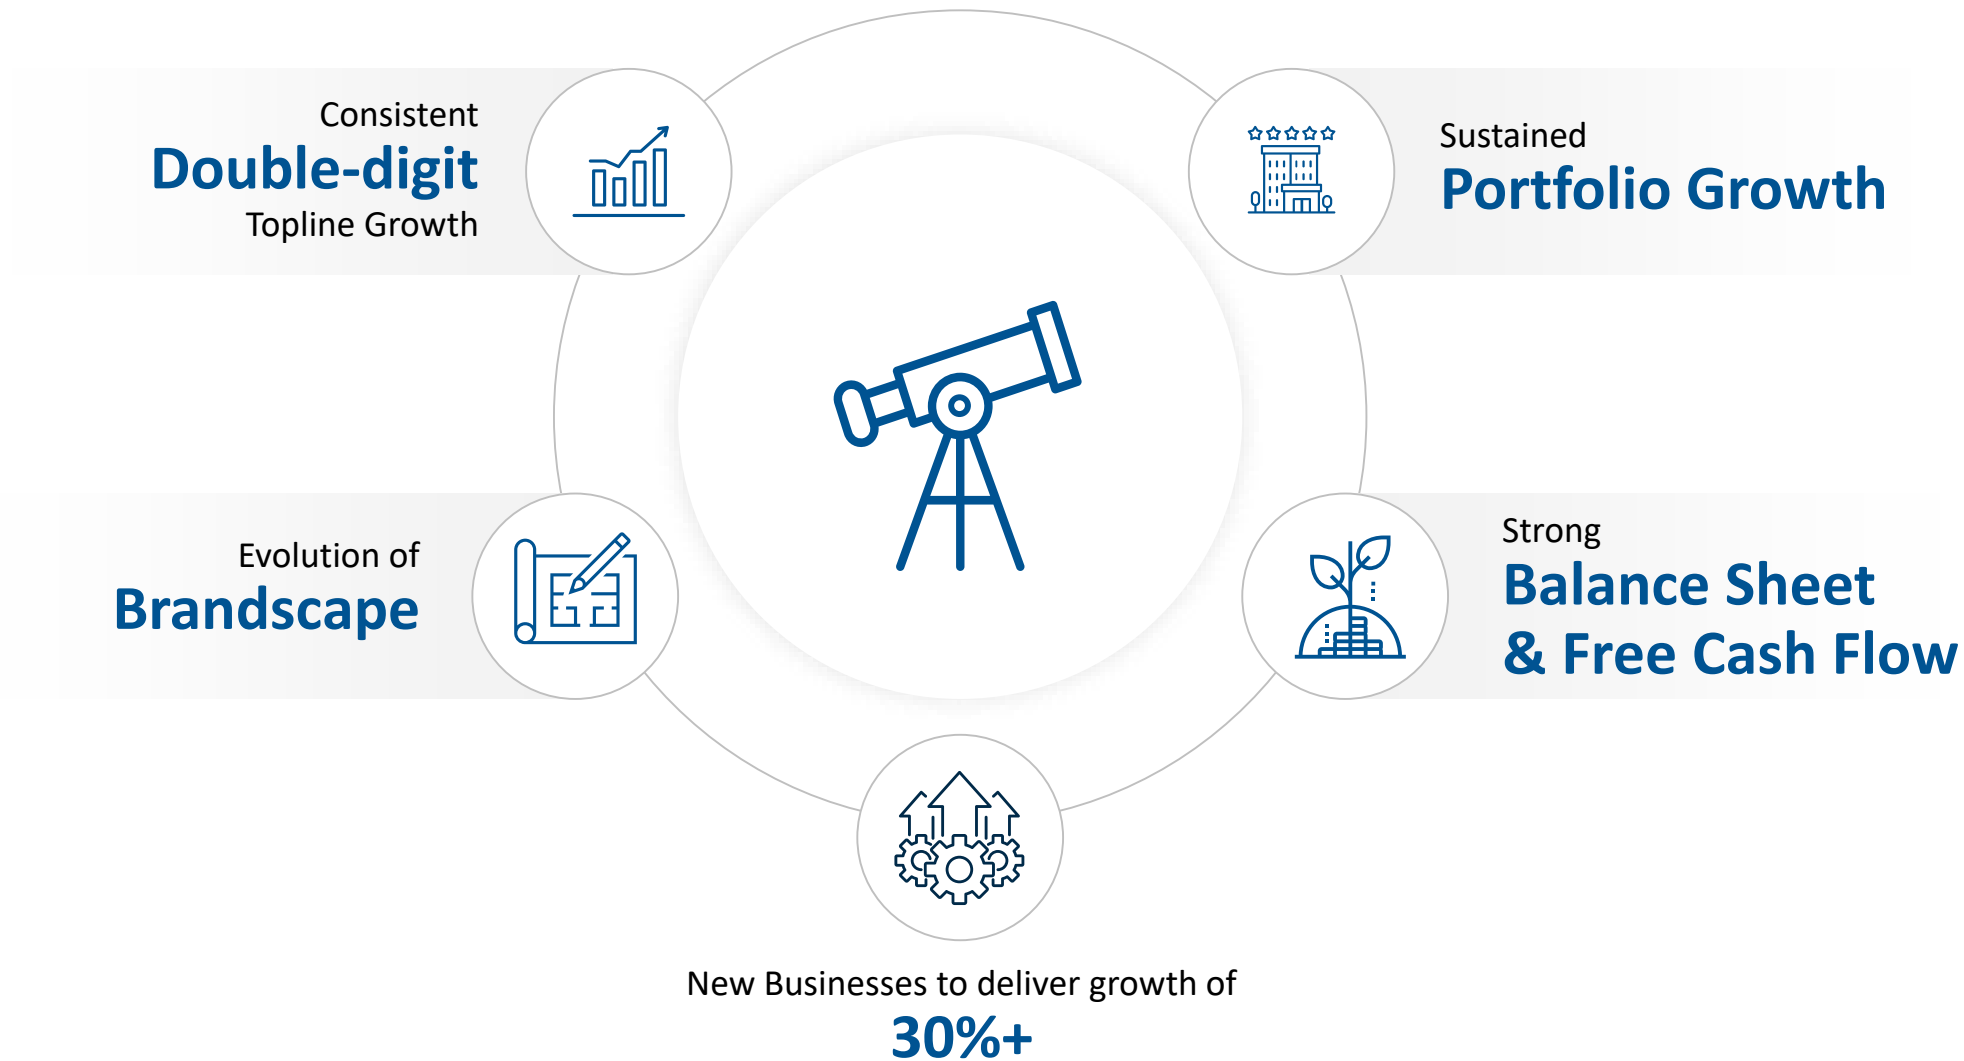 Consistent
Double-digit
Topline Growth
Sustained
Portfolio Growth
Evolution of
Brandscape
Strong
Balance Sheet
& Free Cash Flow
New Businesses to deliver growth of
30%+